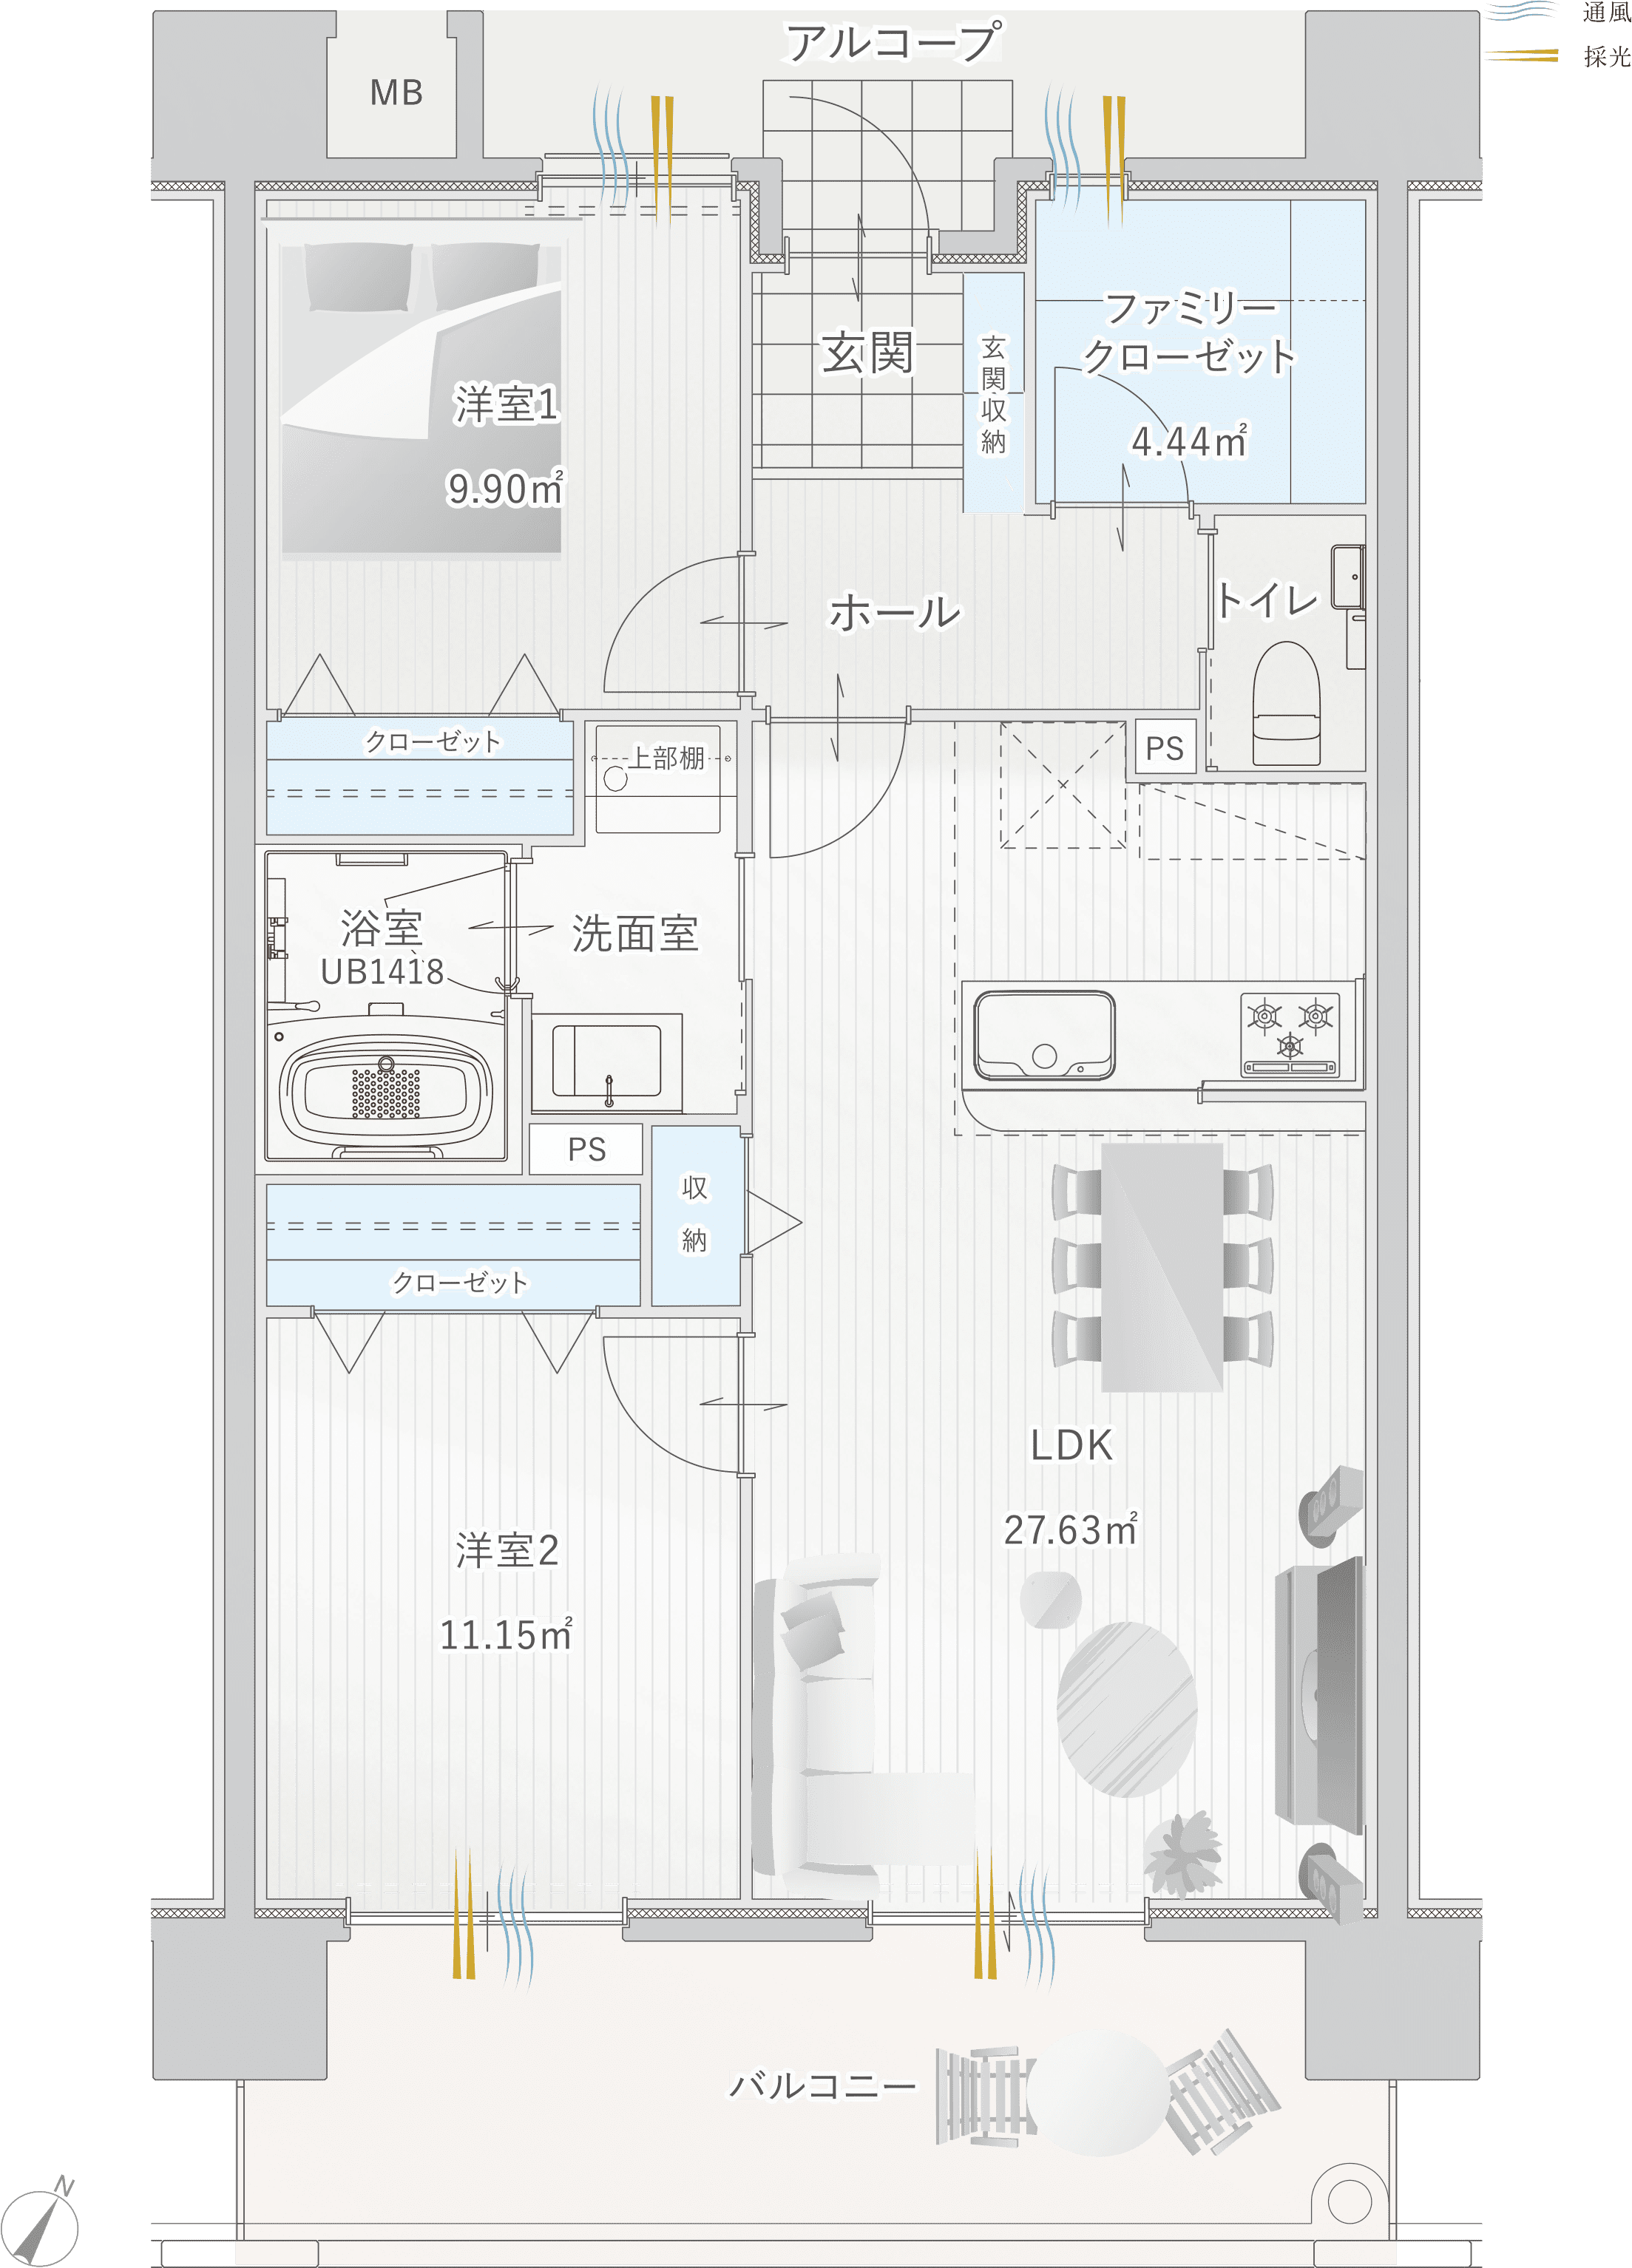 通風
採光
アルコーブ
MB
玄関
玄関収納
ファミリー
クローゼット
4.44㎡
洋室1
9.90㎡
ホール
トイレ
クローゼット
上部棚
PS
浴室
UB1418
洗面室
PS
収納
クローゼット
LDK
27.63㎡
洋室2
11.15㎡
バルコニー
N